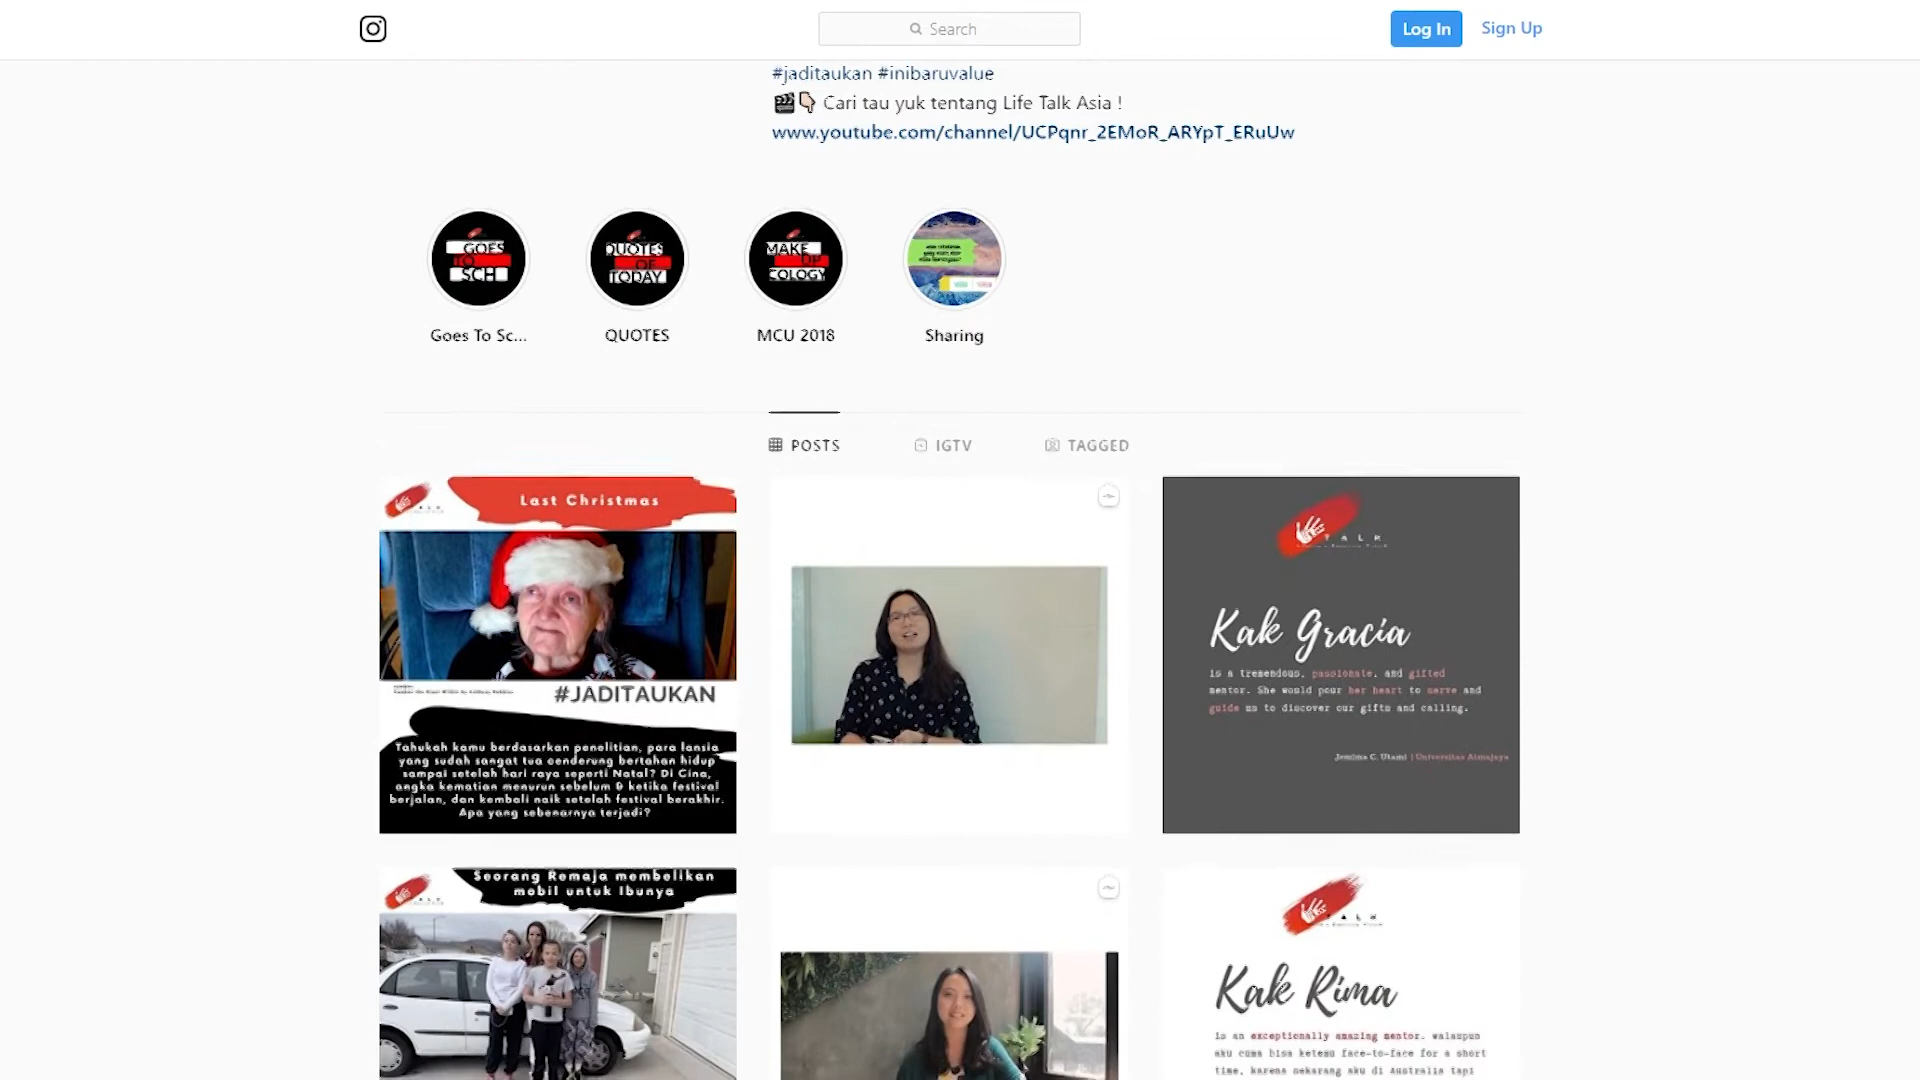 Search
Log In
Sign Up
#jaditaukan #inibaruvalue
Cari tau yuk tentang Life Talk Asia !
www.youtube.com/channel/UCPqnr_2EMoR_ARYpT_ERuUw
GOES
TO
SCH
QUOTES
OF
TODAY
MAKE
UP
COLOGY
Goes To Sc...
QUOTES
MCU 2018
Sharing
POSTS
IGTV
TAGGED
Last Christmas
#JADITAUKAN
Tahukah kamu berdasarkan penelitian, para lansia
yang sudah sangat tua cenderung bertahan hidup
sampai setelah hari raya seperti Natal? Di Cina,
angka kematian menurun sebelum & ketika festival
berjalan, dan kembali naik setelah festival berakhir.
Apa yang sebenarnya terjadi?
TALK
Kak Gracia
is a tremendous, passionate, and gifted
mentor. She would pour her heart to serve and
guide us to discover our gifts and calling.
Jemima C. Utami | Universitas Atmajaya
Seorang Remaja membelikan
mobil untuk Ibunya
TALK
Kak Rima
is an exceptionally amazing mentor. walaupun
aku cuma bisa ketemu face-to-face for a short
time, karena sekarang aku di Australia tapi